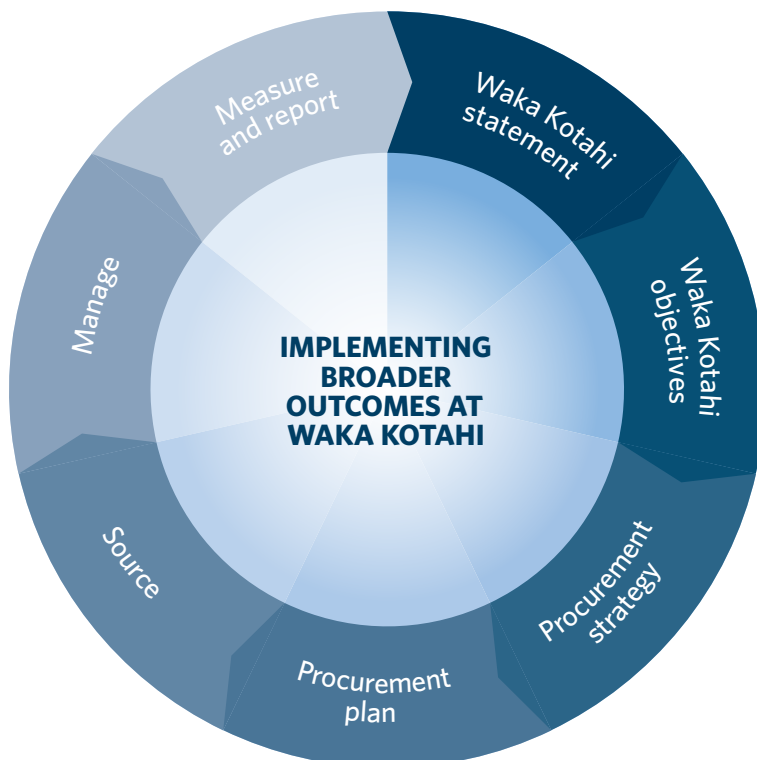 IMPLEMENTING
BROADER
OUTCOMES AT
WAKA KOTAHI
Waka Kotahi
statement
Waka Kotahi
objectives
Procurement
strategy
Procurement
plan
Source
Manage
Measure
and report